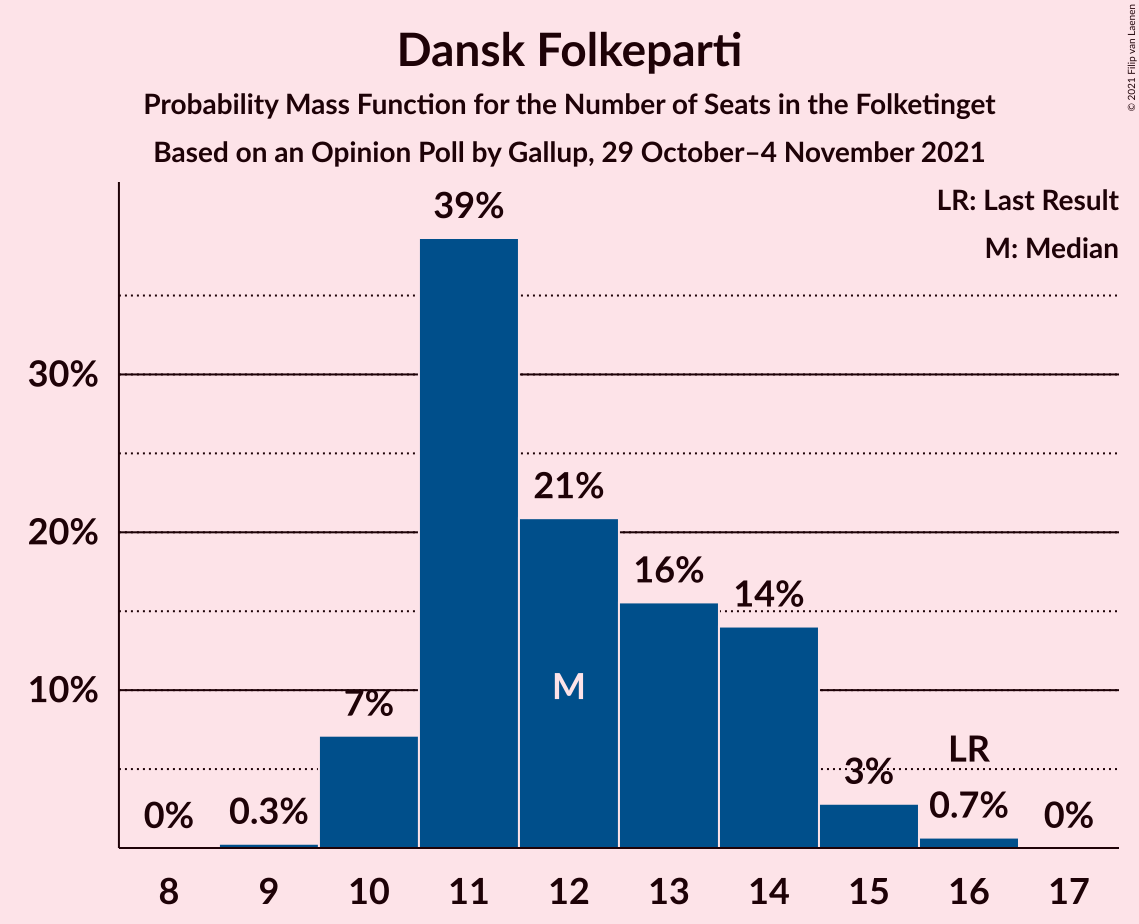 Dansk Folkeparti
Probability Mass Function for the Number of Seats in the Folketinget
Based on an Opinion Poll by Gallup, 29 October–4 November 2021
© 2021 Filip van Laenen
LR: Last Result
M: Median
39%
30%
21%
20%
16%
14%
M
10%
7%
LR
3%
0.7%
0.3%
0%
0%
8 9 10 11 12 13 14 15 16 17